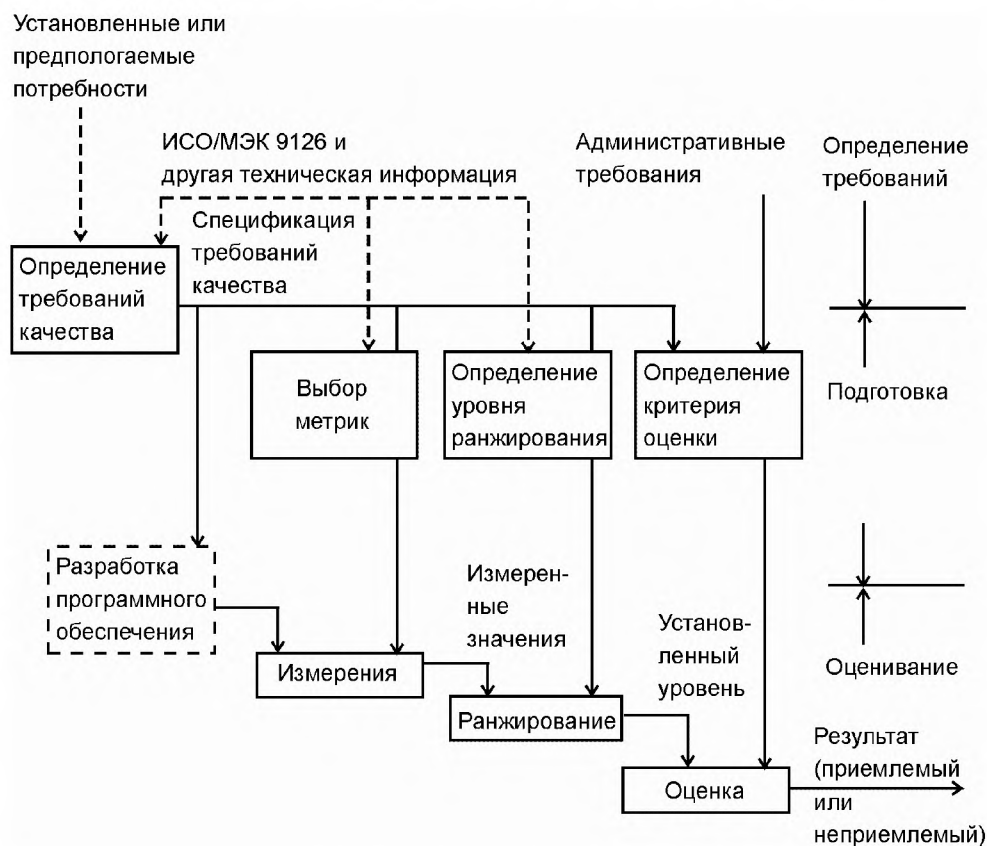 Установленные или
предпологаемые
потребности
ИСО/МЭК 9126 и
другая техническая информация
Административные
требования
Определение
требований
Спецификация
требований
качества
Определение
требований
качества
Выбор
метрик
Определение
уровня
ранжирования
Определение
критерия
оценки
Подготовка
Разработка
программного
обеспечения
Измерен-
ные
значения
Установ-
ленный
уровень
Оценивание
Измерения
Ранжирование
Оценка
Результат
(приемлемый
или
неприемлемый)